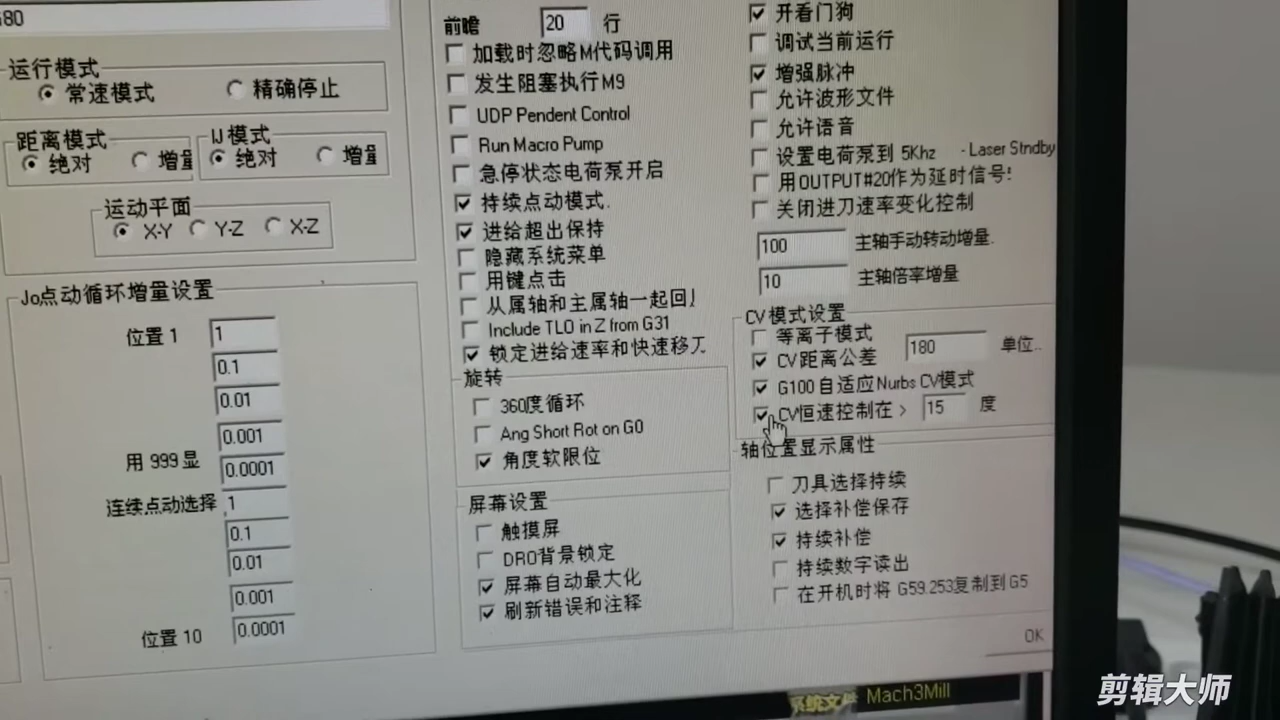 G80
运行模式
常速模式
精确停止
距离模式
绝对
增量
IJ模式
绝对
增量
运动平面
X-Y
Y-Z
X-Z
Jo点动循环增量设置
位置 1
1
0.1
0.01
0.001
用 999显
0.0001
连续点动选择
1
0.1
0.01
0.001
位置 10
0.0001
前瞻 20 行
加载时忽略M代码调用
发生阻塞执行M9
UDP Pendent Control
Run Macro Pump
急停状态电荷泵开启
持续点动模式.
进给超出保持
隐藏系统菜单
用键点击
从属轴和主属轴一起回
Include TLO in Z from G31
锁定进给速率和快速移
旋转
360度循环
Ang Short Rot on G0
角度软限位
屏幕设置
触摸屏
DRO背景锁定
屏幕自动最大化
刷新错误和注释
开看门狗
调试当前运行
增强脉冲
允许波形文件
允许语音
设置电荷泵到 5Khz - Laser Stndby
用OUTPUT#20作为延时信号!
关闭进刀速率变化控制
100 主轴手动转动增量.
10 主轴倍率增量
CV模式设置
等离子模式
CV距离公差 180 单位..
G100自适应Nurbs CV模式
CV恒速控制在 > 15 度
轴位置显示属性
刀具选择持续
选择补偿保存
持续补偿
持续数字读出
在开机时将 G59.253复制到G5
OK
系统文件
Mach3Mill
剪辑大师